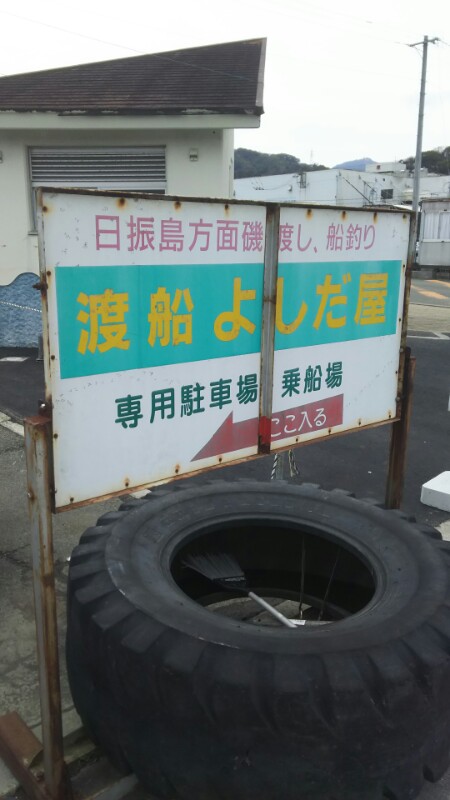 日振島方面磯渡し、船釣り
渡船 よしだ屋
専用駐車場 乗船場
ここ入る